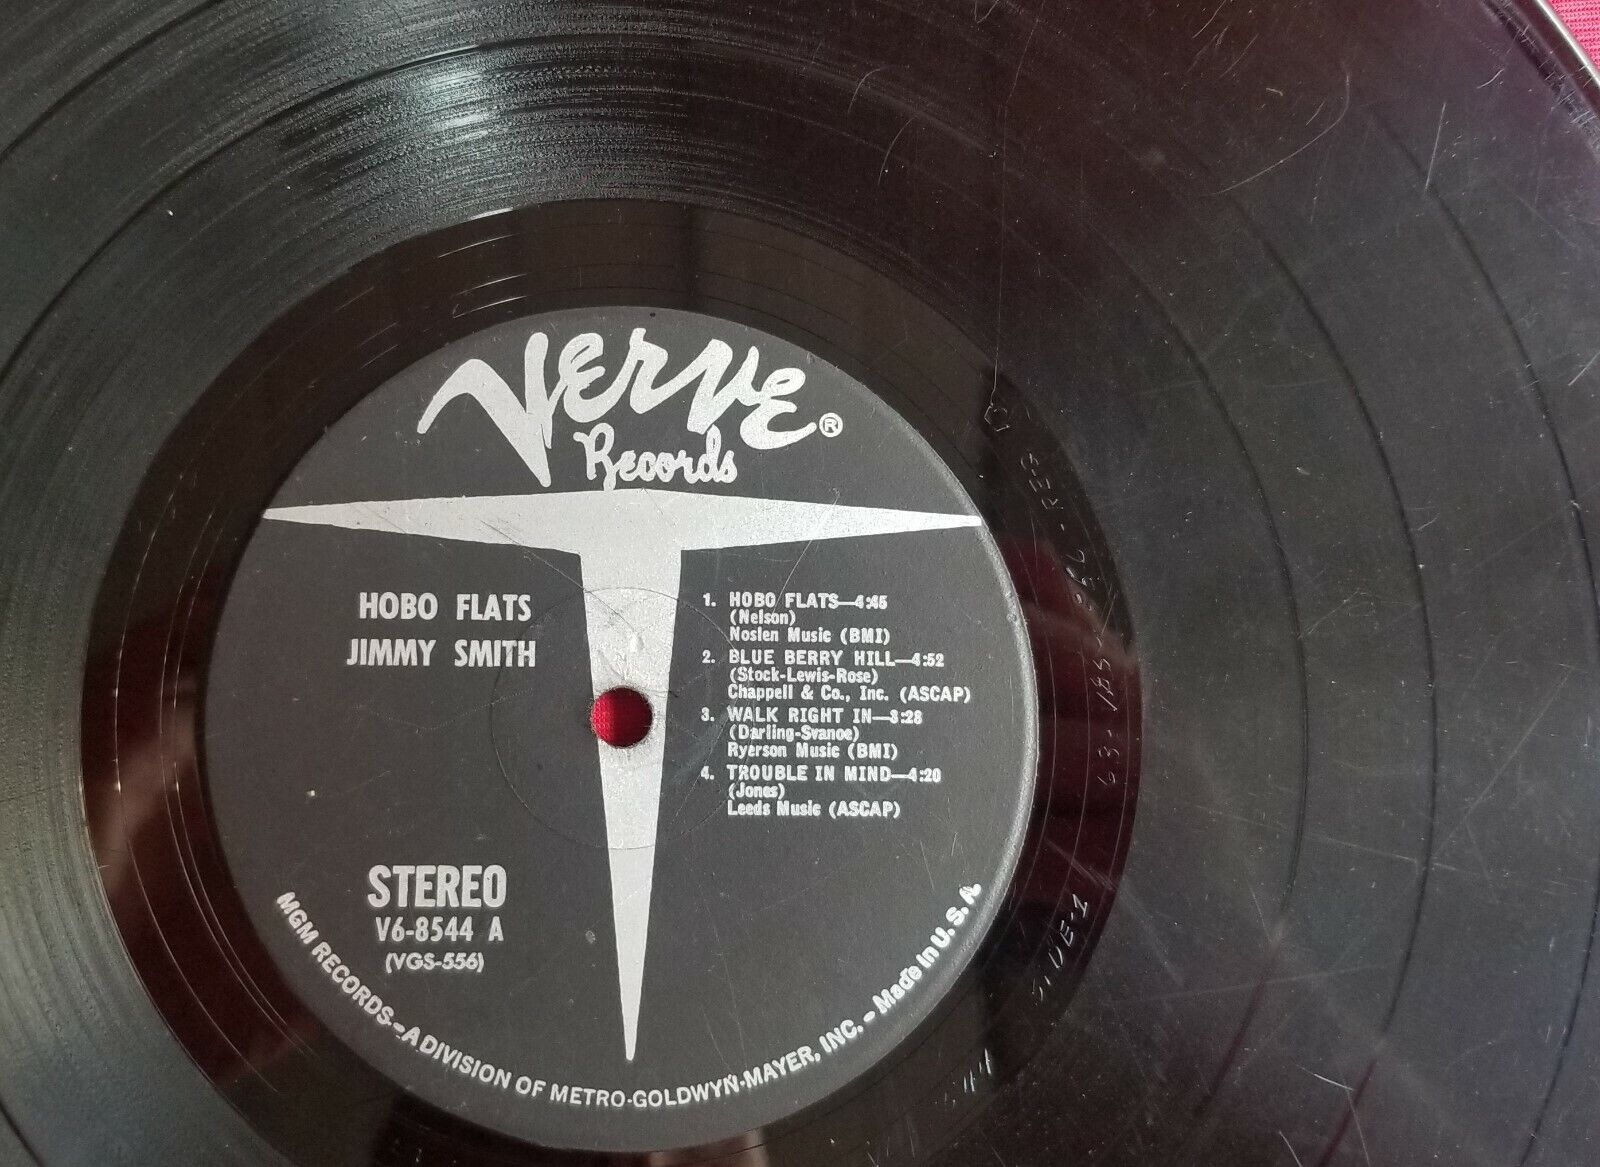 Verve®
Records
HOBO FLATS
JIMMY SMITH
1. HOBO FLATS—4:45
(Nelson)
Noslen Music (BMI)
2. BLUE BERRY HILL—4:52
(Stock-Lewis-Rose)
Chappell & Co., Inc. (ASCAP)
3. WALK RIGHT IN—3:28
(Darling-Svanoe)
Ryerson Music (BMI)
4. TROUBLE IN MIND—4:20
(Jones)
Leeds Music (ASCAP)
STEREO
V6-8544 A
(VGS-556)
MGM RECORDS—A DIVISION OF METRO-GOLDWYN-MAYER, INC. - Made in U.S.A.
SIDE-1